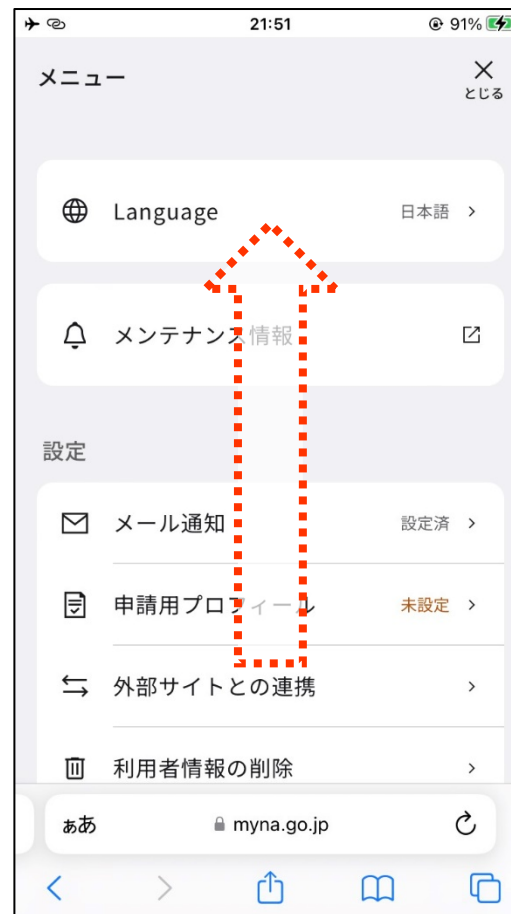 21:51 91%
メニュー
とじる
Language 日本語
メンテナンス情報
設定
メール通知 設定済
申請用プロフィール 未設定
外部サイトとの連携
利用者情報の削除
ぁあ myna.go.jp